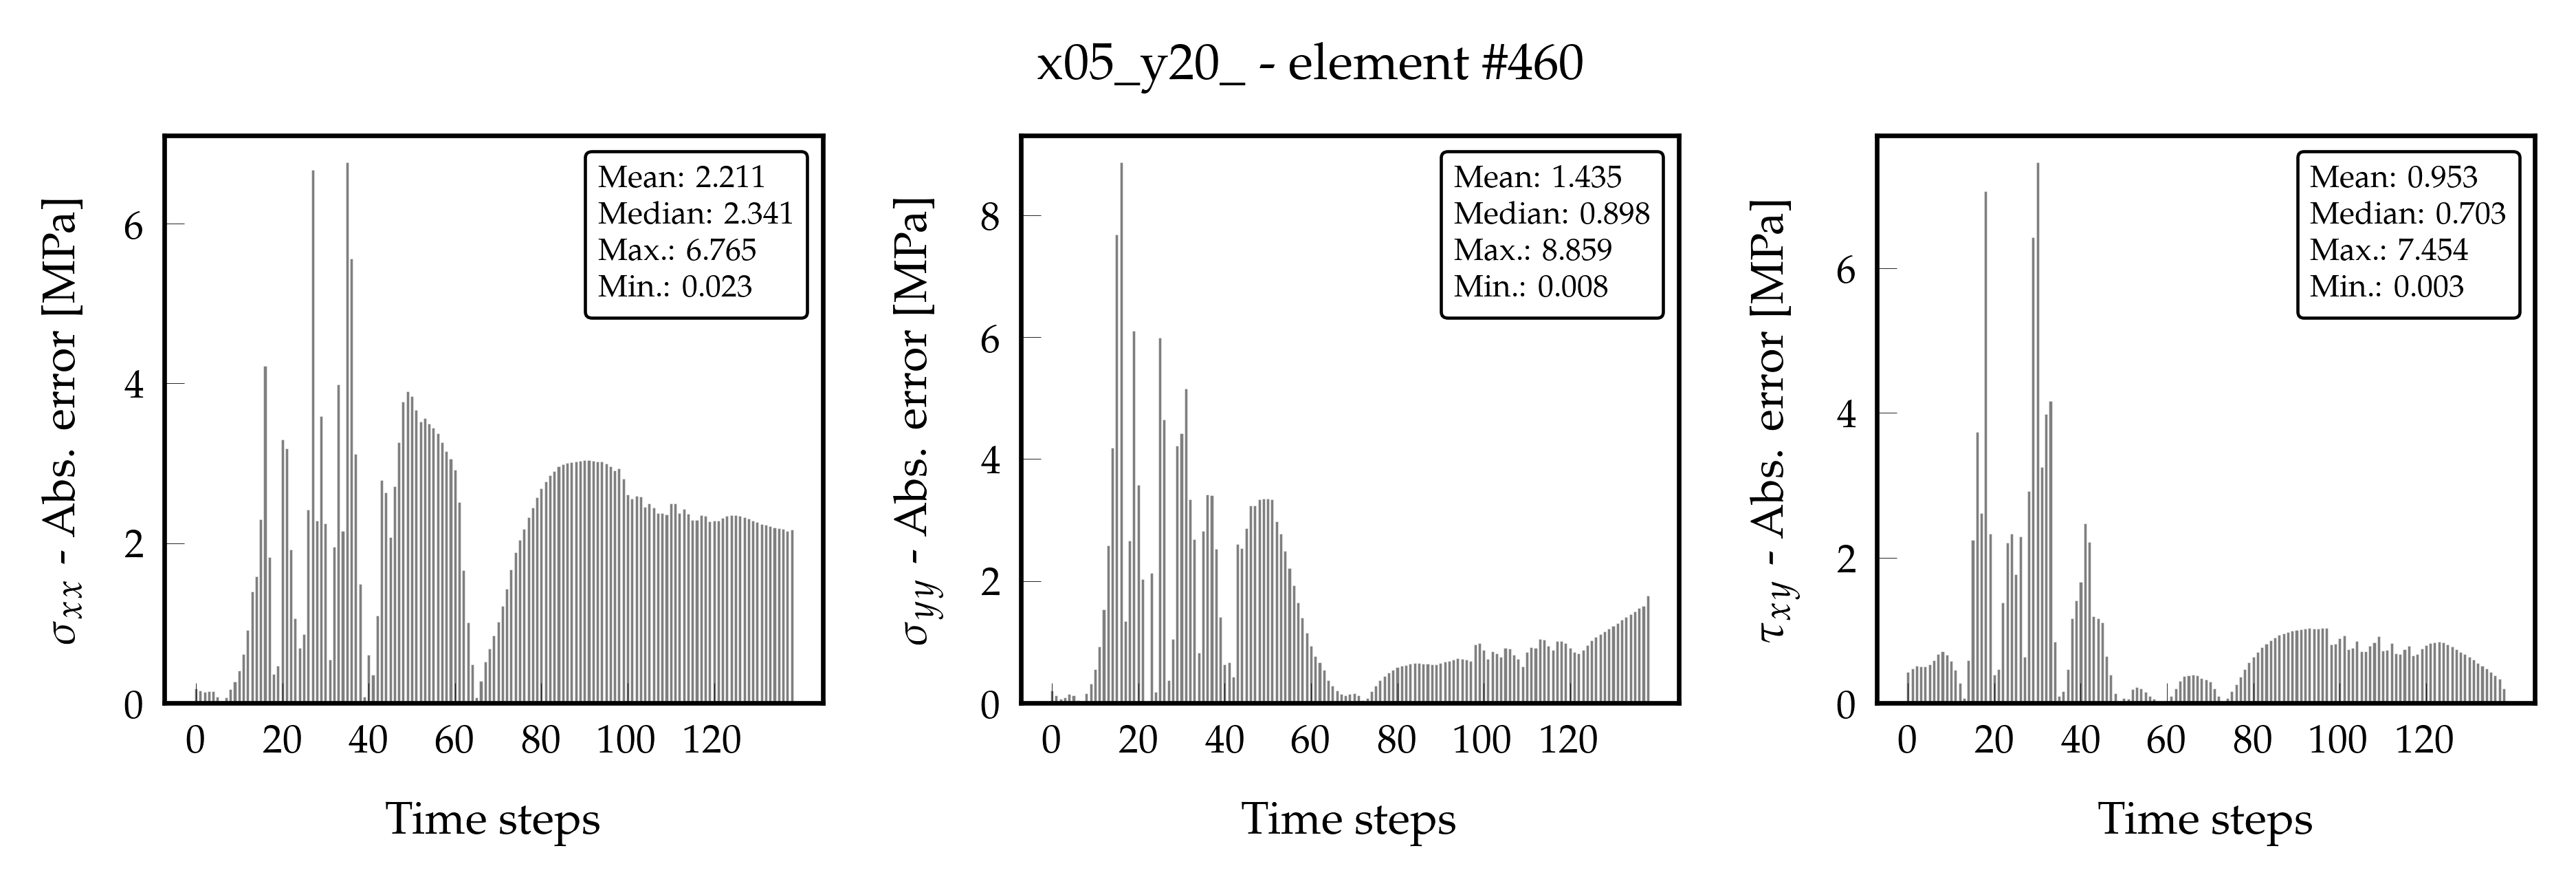 x05_y20_ - element #460
σxx - Abs. error [MPa]
6
4
2
0
Mean: 2.211
Median: 2.341
Max.: 6.765
Min.: 0.023
0 20 40 60 80 100 120
Time steps
σyy - Abs. error [MPa]
8
6
4
2
0
Mean: 1.435
Median: 0.898
Max.: 8.859
Min.: 0.008
0 20 40 60 80 100 120
Time steps
τxy - Abs. error [MPa]
6
4
2
0
Mean: 0.953
Median: 0.703
Max.: 7.454
Min.: 0.003
0 20 40 60 80 100 120
Time steps